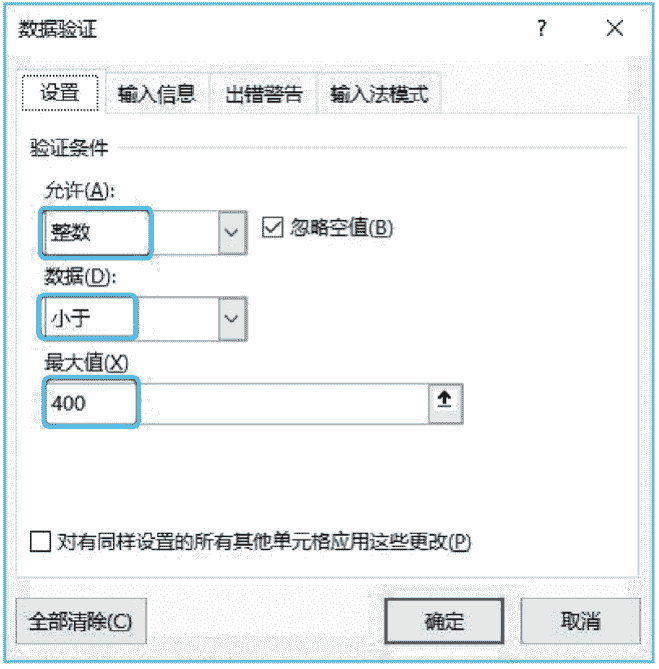 数据验证 ?
设置 输入信息 出错警告 输入法模式
验证条件
允许(A):
整数 忽略空值(B)
数据(D):
小于
最大值(X)
400
对有同样设置的所有其他单元格应用这些更改(P)
全部清除(C) 确定 取消